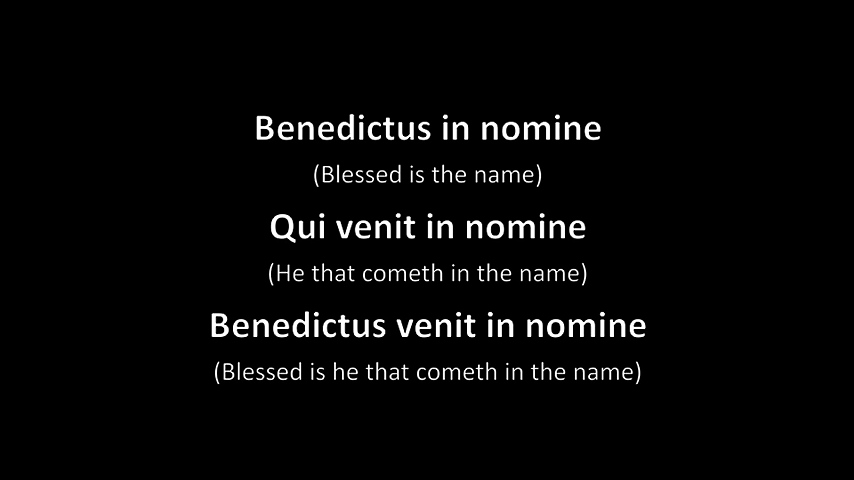 Benedictus in nomine
(Blessed is the name)
Qui venit in nomine
(He that cometh in the name)
Benedictus venit in nomine
(Blessed is he that cometh in the name)